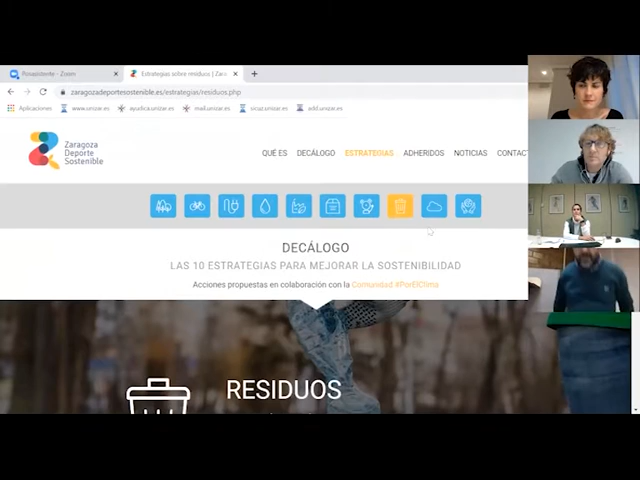 Posasistente - Zoom
Estrategias sobre residuos | Zara
zaragozadeportesostenible.es/estrategias/residuos.php
Aplicaciones
www.unizar.es
ayudica.unizar.es
mail.unizar.es
sicuz.unizar.es
add.unizar.es
Zaragoza
Deporte
Sostenible
QUÉ ES
DECÁLOGO
ESTRATEGIAS
ADHERIDOS
NOTICIAS
CONTACT
DECÁLOGO
LAS 10 ESTRATEGIAS PARA MEJORAR LA SOSTENIBILIDAD
Acciones propuestas en colaboración con la Comunidad #PorElClima
RESIDUOS